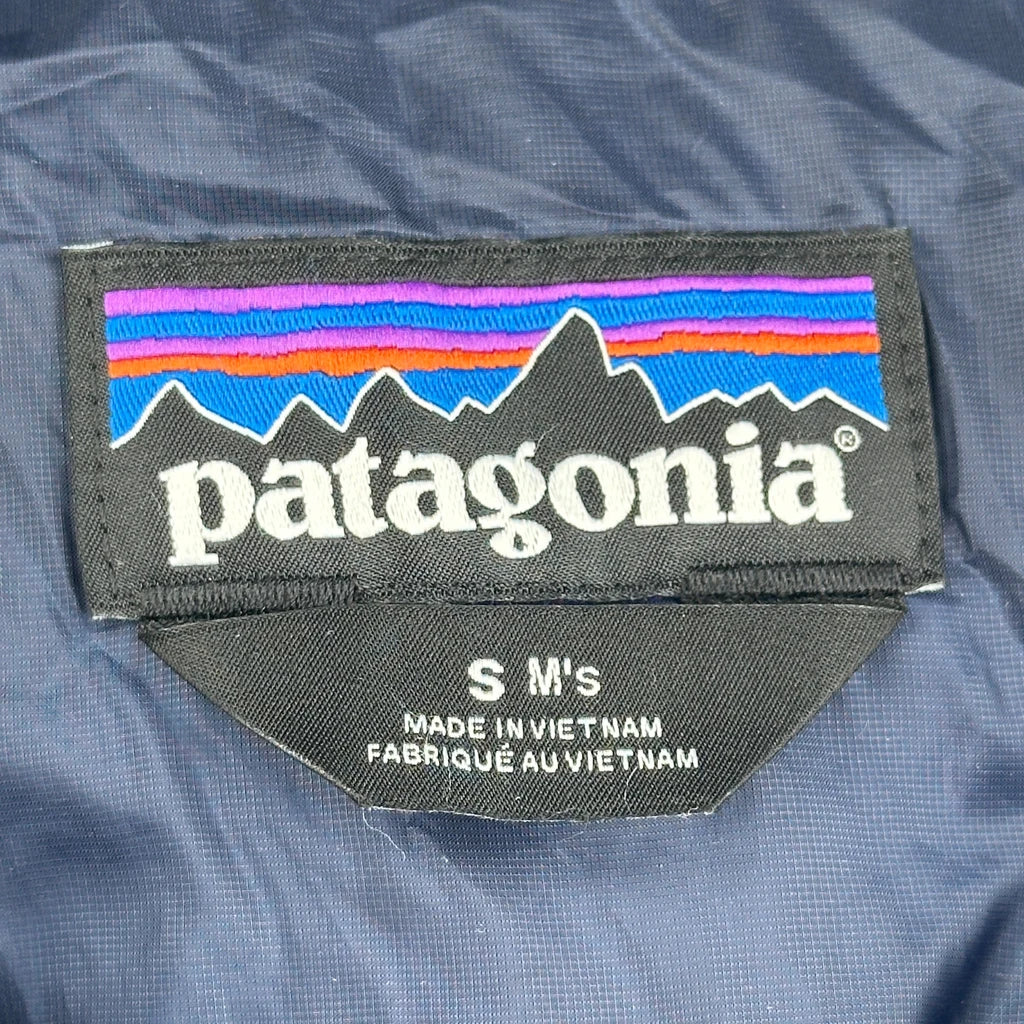 patagonia®
S M's
MADE IN VIETNAM
FABRIQUÉ AU VIETNAM